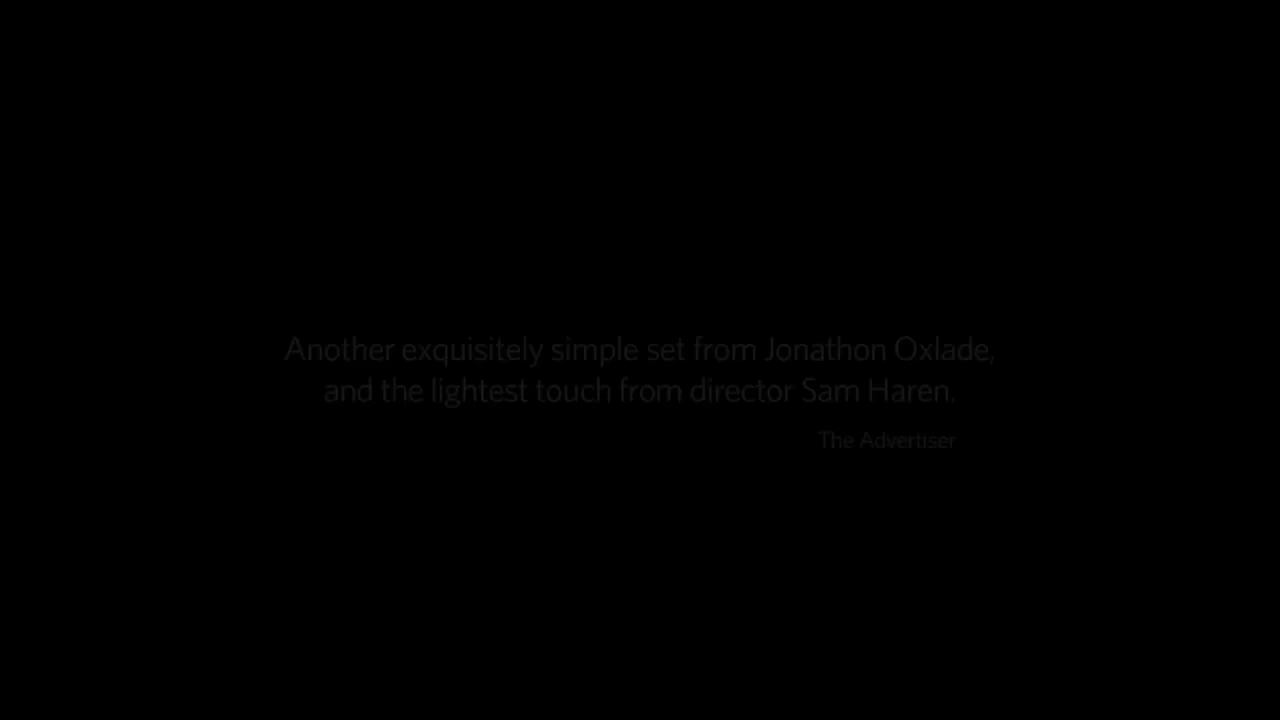 Another exquisitely simple set from Jonathon Oxlade,
and the lightest touch from director Sam Haren.
The Advertiser